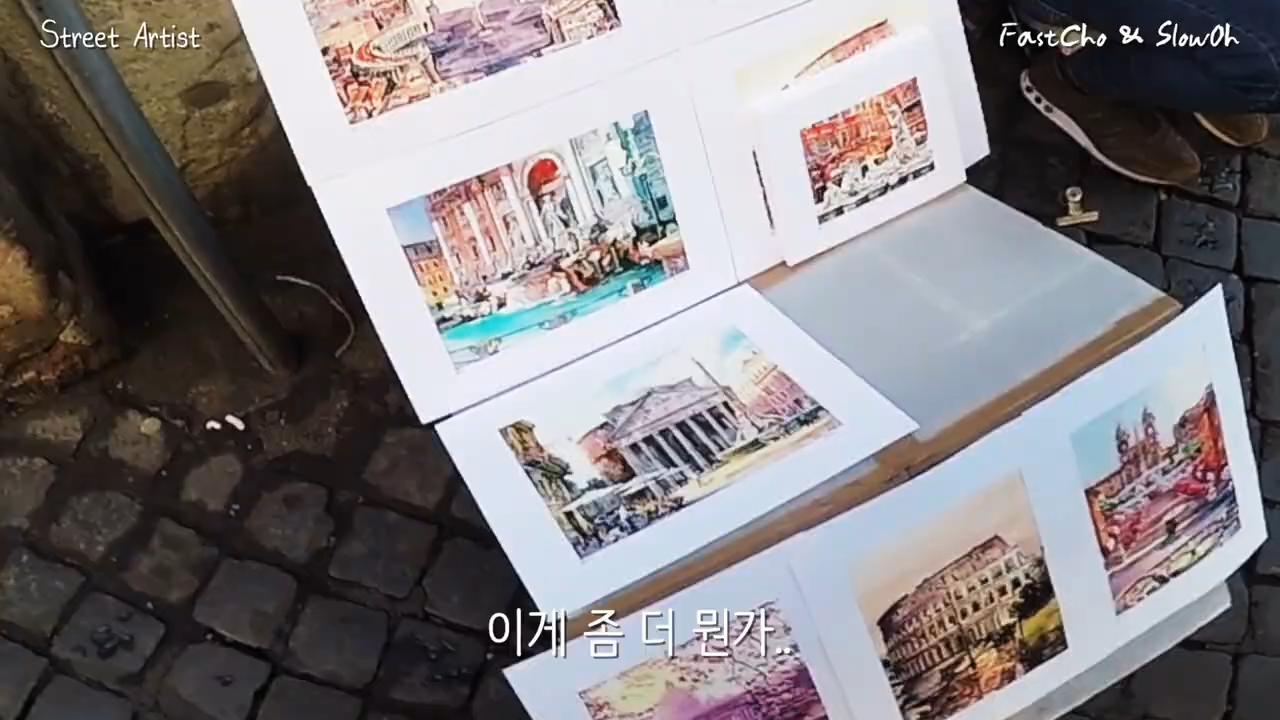 Street Artist
FastCho & SlowOh
이게 좀 더 뭔가..